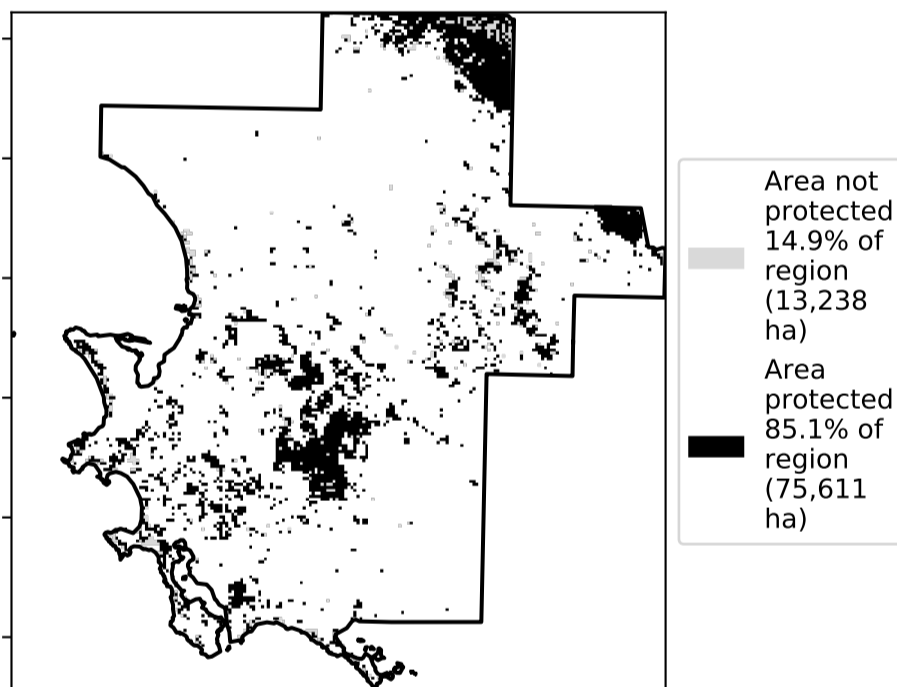 Area not
protected
14.9% of
region
(13,238
ha)
Area
protected
85.1% of
region
(75,611
ha)